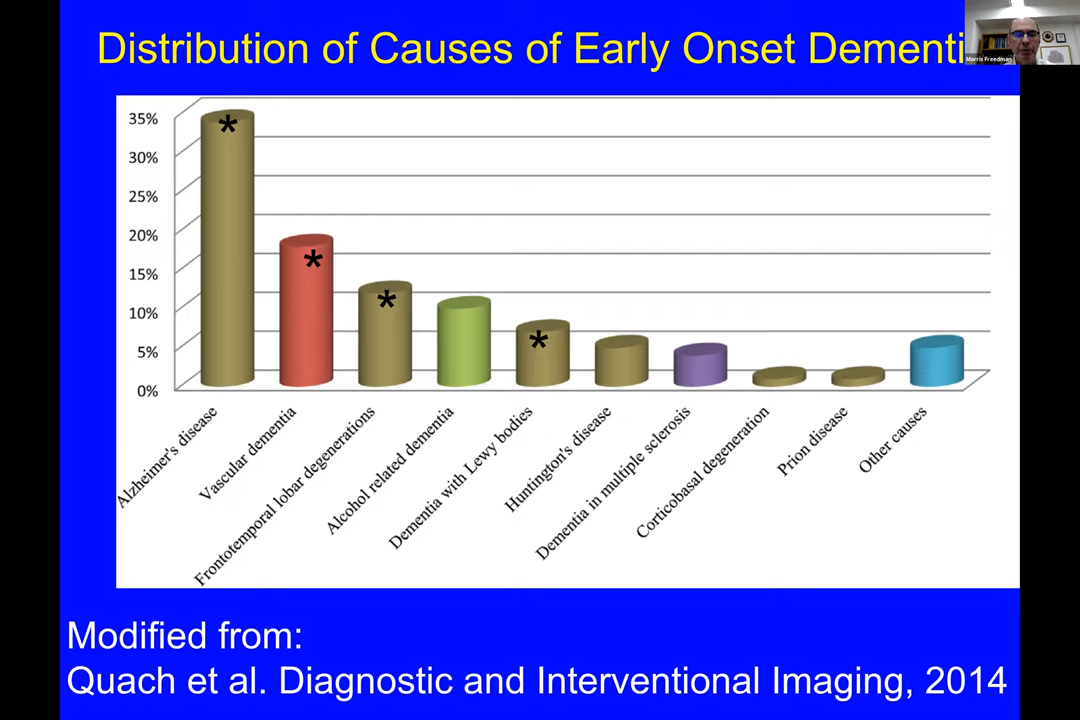 Distribution of Causes of Early Onset Dementi
Morris Freedman
35%
30%
25%
20%
15%
10%
5%
0%
*
*
*
*
Alzheimer's disease
Vascular dementia
Frontotemporal lobar degenerations
Alcohol related dementia
Dementia with Lewy bodies
Huntington's disease
Dementia in multiple sclerosis
Corticobasal degeneration
Prion disease
Other causes
Modified from:
Quach et al. Diagnostic and Interventional Imaging, 2014